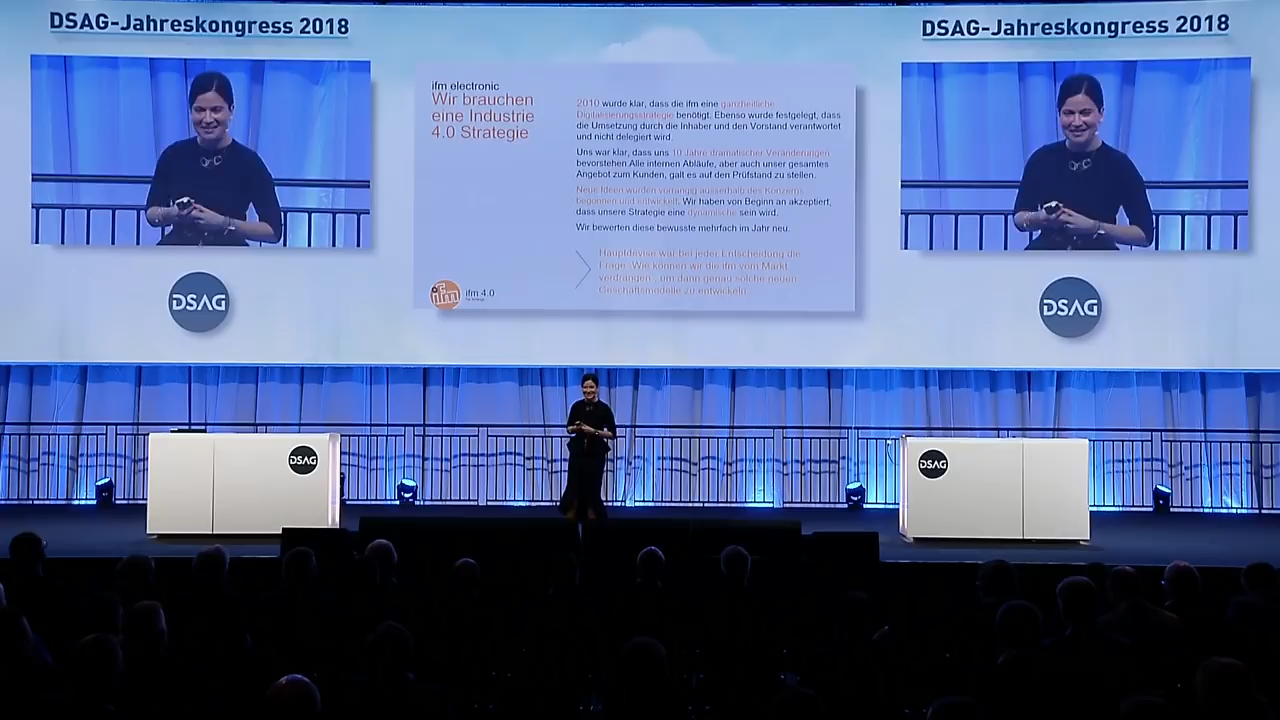 DSAG-Jahreskongress 2018
DSAG-Jahreskongress 2018
ifm electronic
Wir brauchen
eine Industrie
4.0 Strategie
2010 wurde klar, dass die ifm eine ganzheitliche
Digitalisierungsstrategie benötigt. Ebenso wurde festgelegt, dass
die Umsetzung durch die Inhaber und den Vorstand verantwortet
und nicht delegiert wird.
Uns war klar, dass uns 10 Jahre dramatischer Veränderungen
bevorstehen Alle internen Abläufe, aber auch unser gesamtes
Angebot zum Kunden, galt es auf den Prüfstand zu stellen.
Neue Ideen wurden vorrangig ausserhalb des Konzerns
begonnen und entwickelt. Wir haben von Beginn an akzeptiert,
dass unsere Strategie eine dynamische sein wird.
Wir bewerten diese bewusste mehrfach im Jahr neu.
Hauptdevise war bei jeder Entscheidung die
Frage „Wie können wir die ifm vom Markt
verdrängen", um dann genau solche neuen
Geschäftsmodelle zu entwickeln
ifm
ifm 4.0
DSAG
DSAG
DSAG
DSAG